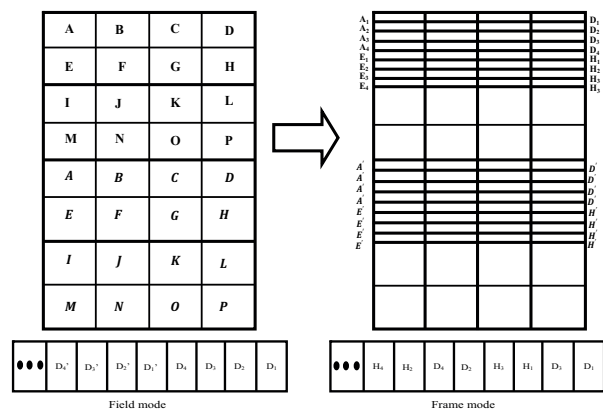 A B C D
E F G H
I J K L
M N O P
A B C D
E F G H
I J K L
M N O P
A₁ D₁
A₂ D₂
A₃ D₃
A₄ D₄
E₁ H₁
E₂ H₂
E₃ H₃
E₄ H₃
A' D'
A' D'
A' D'
A' D'
E' H'
E' H'
E' H'
E' H'
●●● D₄' D₃' D₂' D₁' D₄ D₃ D₂ D₁
Field mode
●●● H₄ H₂ D₄ D₂ H₃ H₁ D₃ D₁
Frame mode